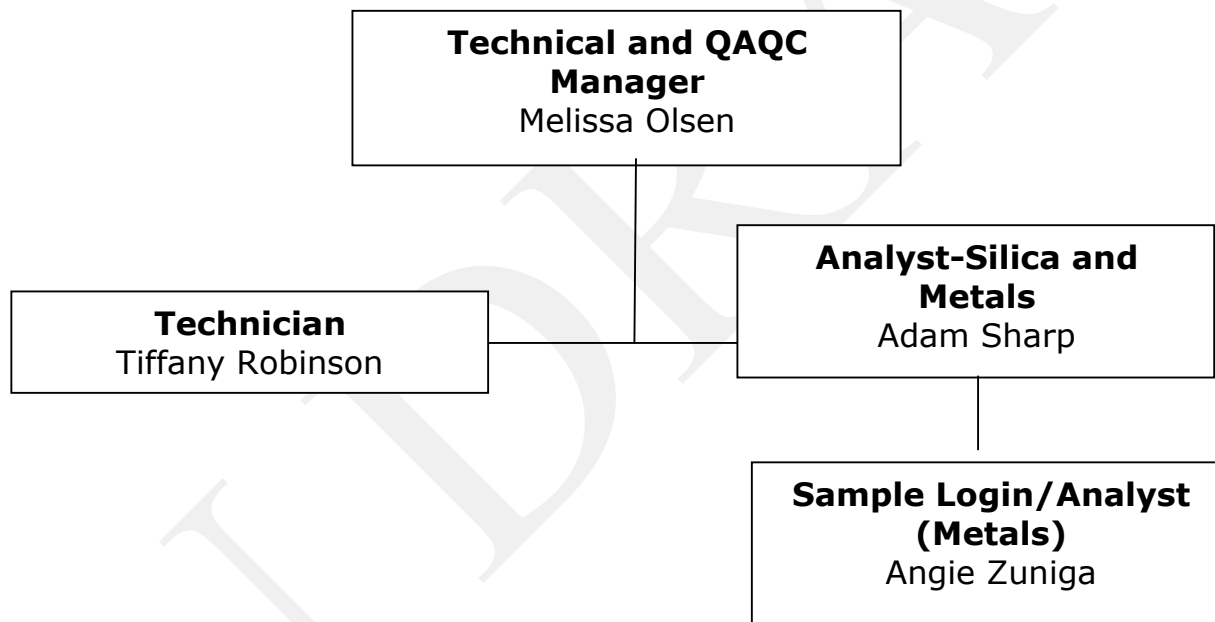 Technical and QAQC
Manager
Melissa Olsen
Analyst-Silica and
Metals
Adam Sharp
Technician
Tiffany Robinson
Sample Login/Analyst
(Metals)
Angie Zuniga